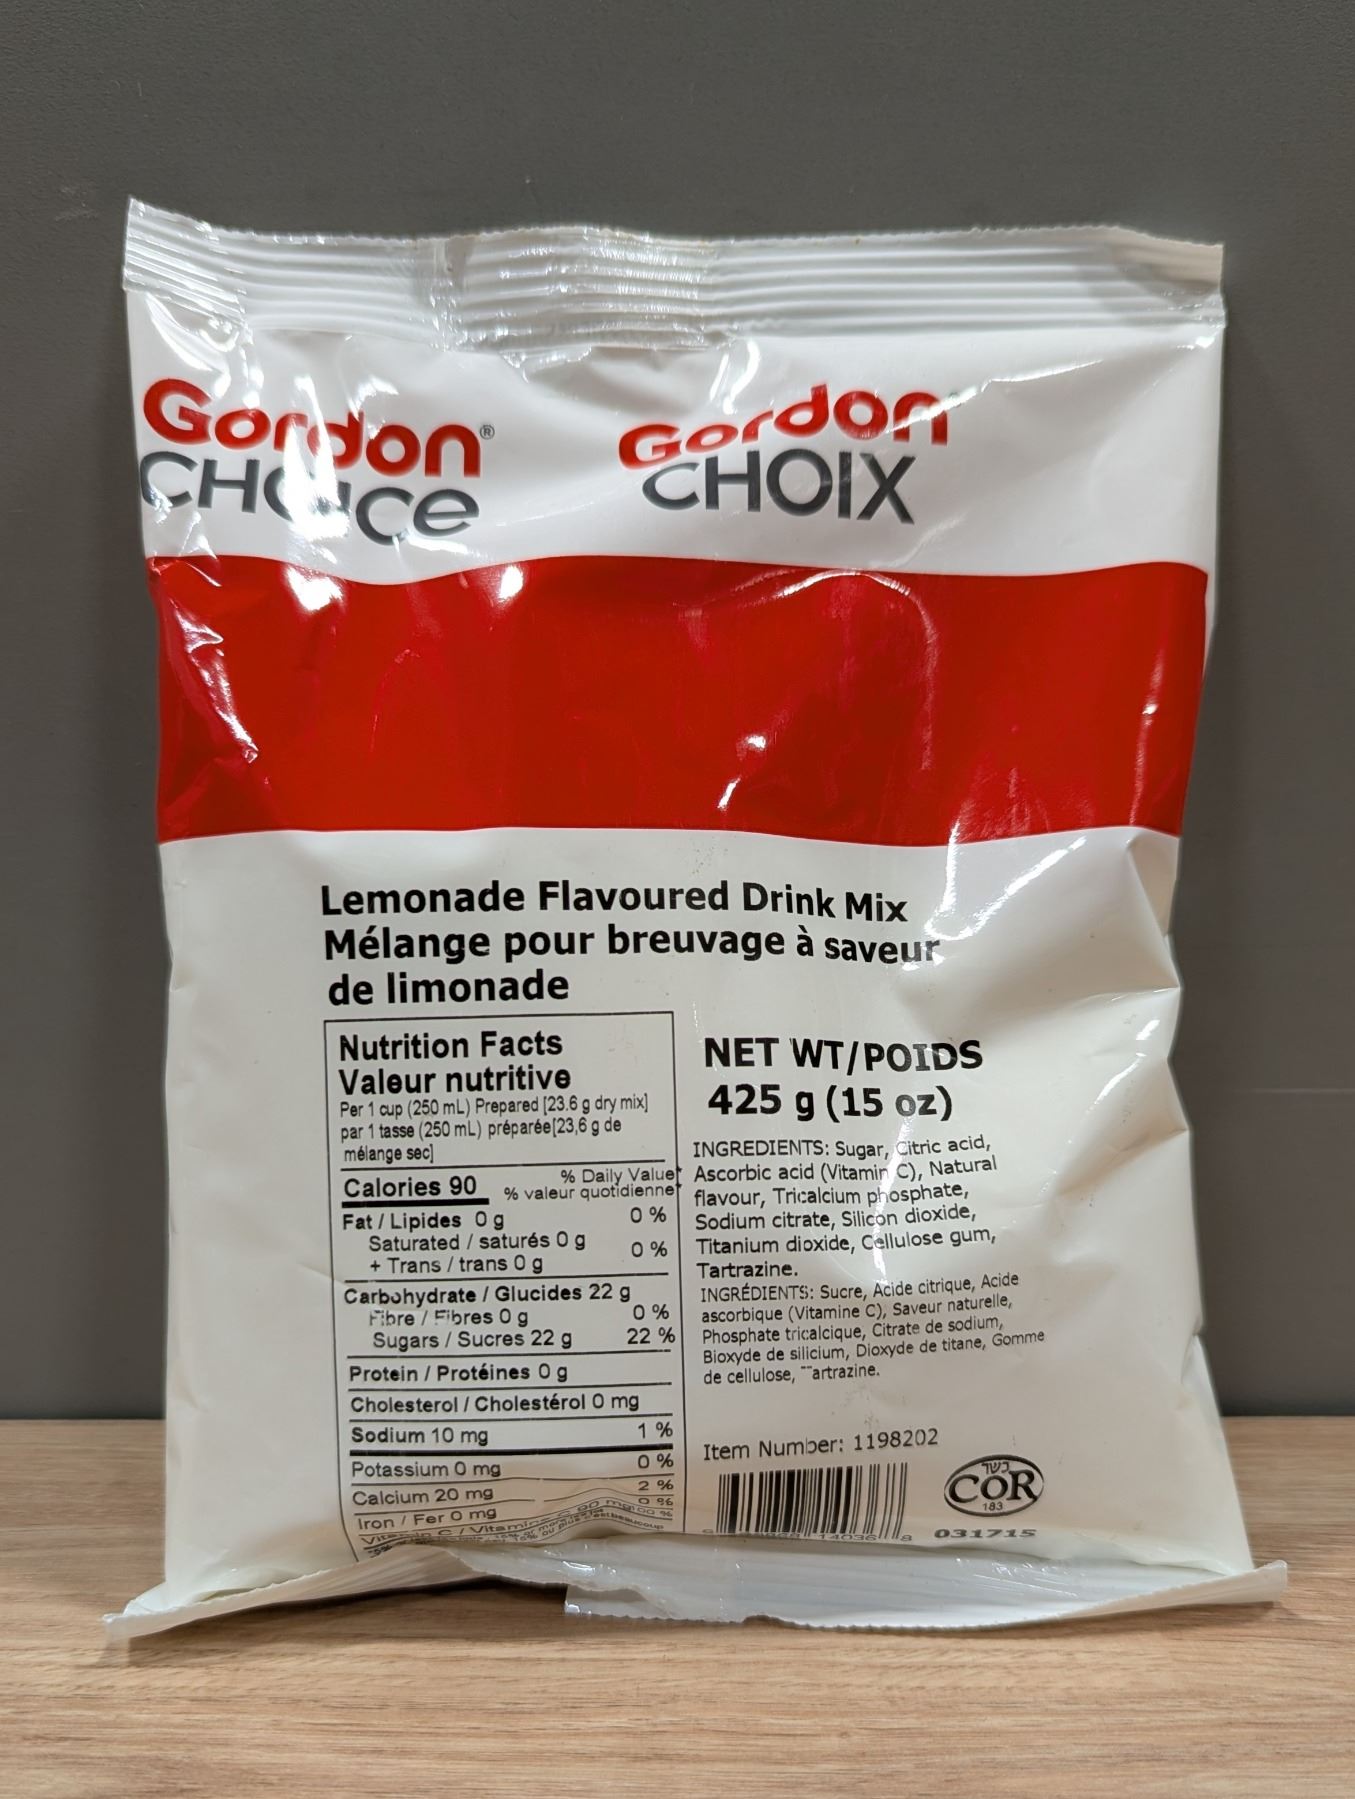 Gordon®
CHOICE
Gordon
CHOIX
Lemonade Flavoured Drink Mix
Mélange pour breuvage à saveur
de limonade
Nutrition Facts
Valeur nutritive
Per 1 cup (250 mL) Prepared [23.6 g dry mix]
par 1 tasse (250 mL) préparée[23,6 g de
mélange sec]
Calories 90
% Daily Value*
% valeur quotidienne*
Fat / Lipides 0 g 0 %
Saturated / saturés 0 g
+ Trans / trans 0 g 0 %
Carbohydrate / Glucides 22 g
Fibre / Fibres 0 g 0 %
Sugars / Sucres 22 g 22 %
Protein / Protéines 0 g
Cholesterol / Cholestérol 0 mg
Sodium 10 mg 1 %
Potassium 0 mg 0 %
Calcium 20 mg 2 %
Iron / Fer 0 mg 0 %
NET WT/POIDS
425 g (15 oz)
INGREDIENTS: Sugar, Citric acid,
Ascorbic acid (Vitamin C), Natural
flavour, Tricalcium phosphate,
Sodium citrate, Silicon dioxide,
Titanium dioxide, Cellulose gum,
Tartrazine.
INGRÉDIENTS: Sucre, Acide citrique, Acide
ascorbique (Vitamine C), Saveur naturelle,
Phosphate tricalcique, Citrate de sodium,
Bioxyde de silicium, Dioxyde de titane, Gomme
de cellulose, Tartrazine.
Item Number: 1198202
כשר
COR
183
031715